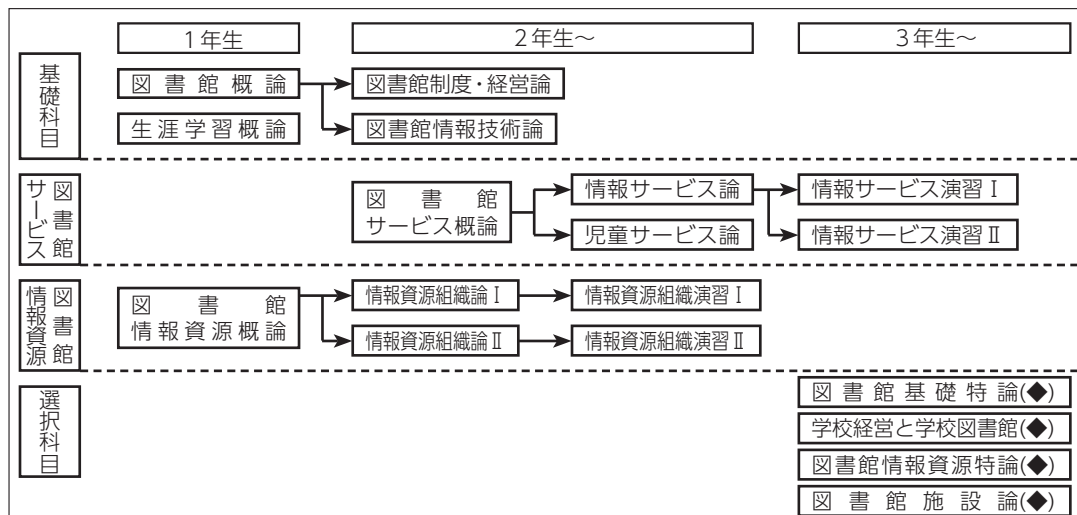 1年生
2年生〜
3年生〜
基礎科目
図書館概論
図書館制度・経営論
生涯学習概論
図書館情報技術論
図書館
サービス
図書館
サービス概論
情報サービス論
情報サービス演習Ⅰ
児童サービス論
情報サービス演習Ⅱ
図書館
情報資源
図書館
情報資源概論
情報資源組織論Ⅰ
情報資源組織演習Ⅰ
情報資源組織論Ⅱ
情報資源組織演習Ⅱ
選択科目
図書館基礎特論(◆)
学校経営と学校図書館(◆)
図書館情報資源特論(◆)
図書館施設論(◆)